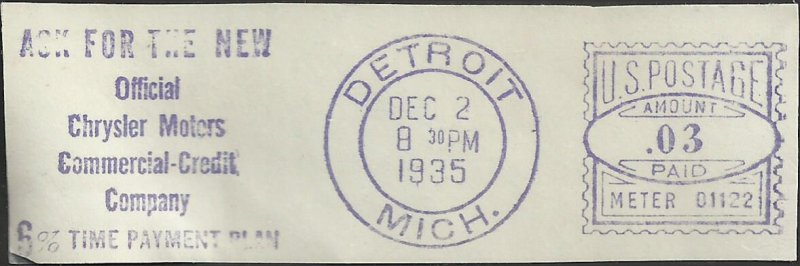 ASK FOR THE NEW
Official
Chrysler Motors
Commercial-Credit
Company
6% TIME PAYMENT PLAN
DETROIT
DEC 2
8 30 PM
1935
MICH.
U.S. POSTAGE
AMOUNT
.03
PAID
METER 01122